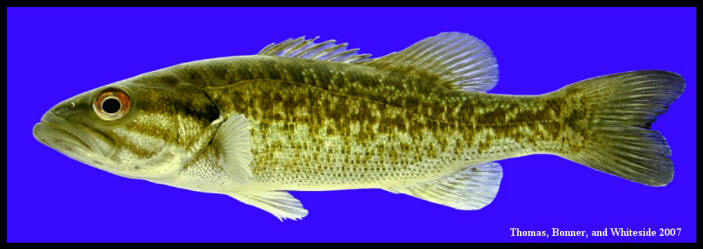 Thomas, Bonner, and Whiteside 2007